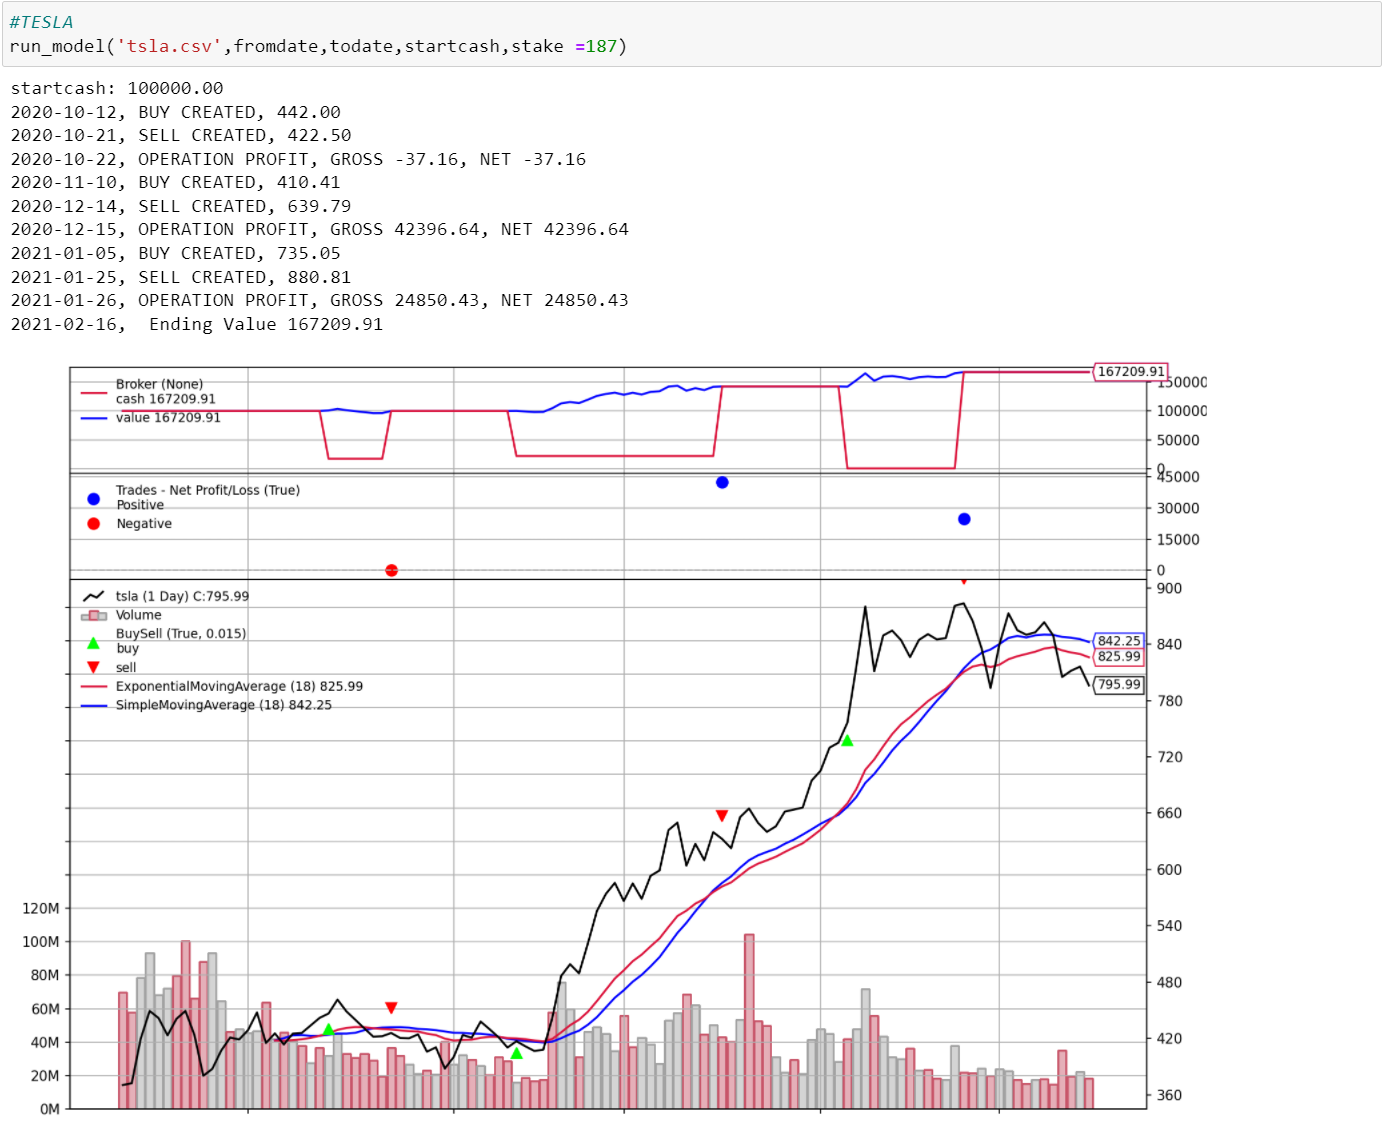 #TESLA
run_model('tsla.csv',fromdate,todate,startcash,stake =187)
startcash: 100000.00
2020-10-12, BUY CREATED, 442.00
2020-10-21, SELL CREATED, 422.50
2020-10-22, OPERATION PROFIT, GROSS -37.16, NET -37.16
2020-11-10, BUY CREATED, 410.41
2020-12-14, SELL CREATED, 639.79
2020-12-15, OPERATION PROFIT, GROSS 42396.64, NET 42396.64
2021-01-05, BUY CREATED, 735.05
2021-01-25, SELL CREATED, 880.81
2021-01-26, OPERATION PROFIT, GROSS 24850.43, NET 24850.43
2021-02-16,  Ending Value 167209.91
Broker (None)
cash 167209.91
value 167209.91
167209.91
150000
100000
50000
0
Trades - Net Profit/Loss (True)
Positive
Negative
45000
30000
15000
0
tsla (1 Day) C:795.99
Volume
BuySell (True, 0.015)
buy
sell
ExponentialMovingAverage (18) 825.99
SimpleMovingAverage (18) 842.25
900
842.25
840
825.99
795.99
780
720
660
600
540
480
420
360
120M
100M
80M
60M
40M
20M
0M